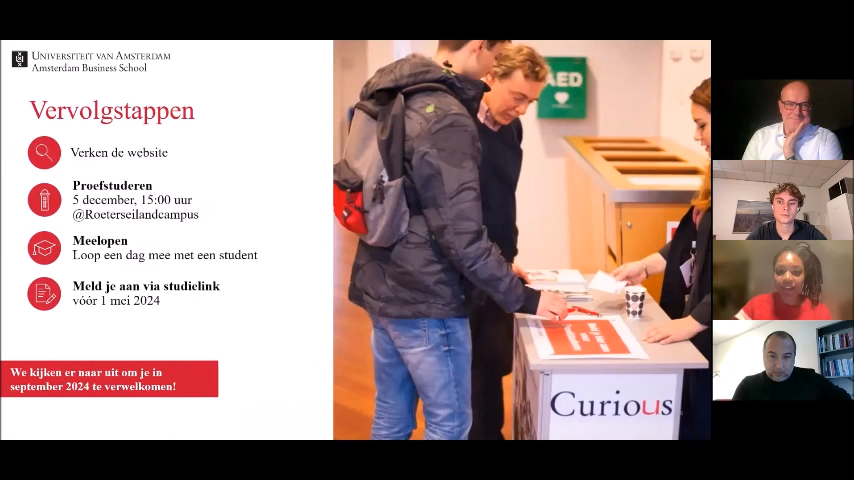 UNIVERSITEIT VAN AMSTERDAM
Amsterdam Business School
Vervolgstappen
Verken de website
Proefstuderen
5 december, 15:00 uur
@Roeterseilandcampus
Meelopen
Loop een dag mee met een student
Meld je aan via studielink
vóór 1 mei 2024
We kijken er naar uit om je in
september 2024 te verwelkomen!
AED
Curious